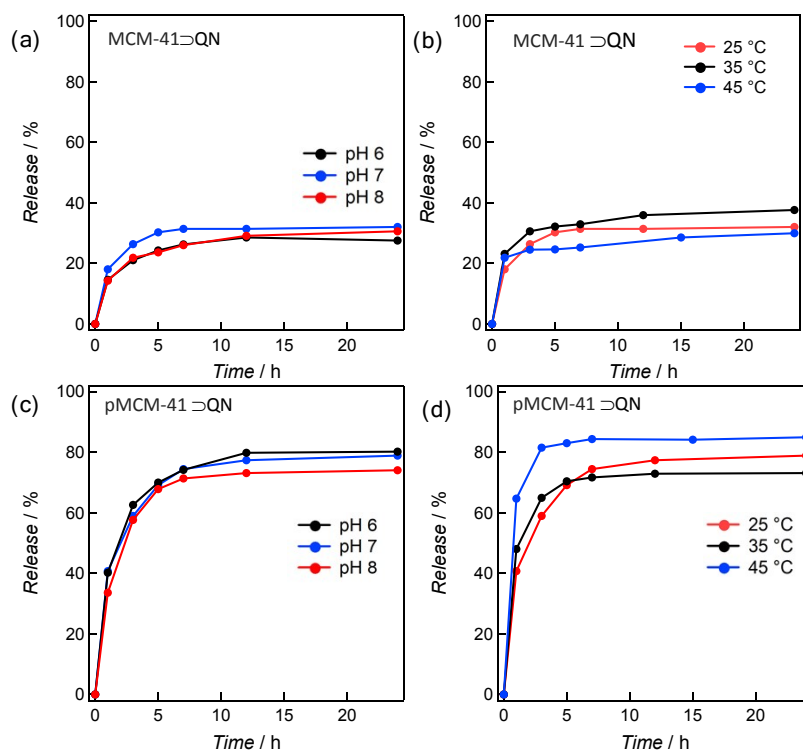 (a)
MCM-41⊃QN
100
80
60
40
20
0
Release / %
pH 6
pH 7
pH 8
0 5 10 15 20
Time / h
(b)
MCM-41 ⊃QN
100
80
60
40
20
0
Release / %
25 °C
35 °C
45 °C
0 5 10 15 20
Time / h
(c)
pMCM-41 ⊃QN
100
80
60
40
20
0
Release / %
pH 6
pH 7
pH 8
0 5 10 15 20
Time / h
(d)
pMCM-41 ⊃QN
100
80
60
40
20
0
Release / %
25 °C
35 °C
45 °C
0 5 10 15 20
Time / h